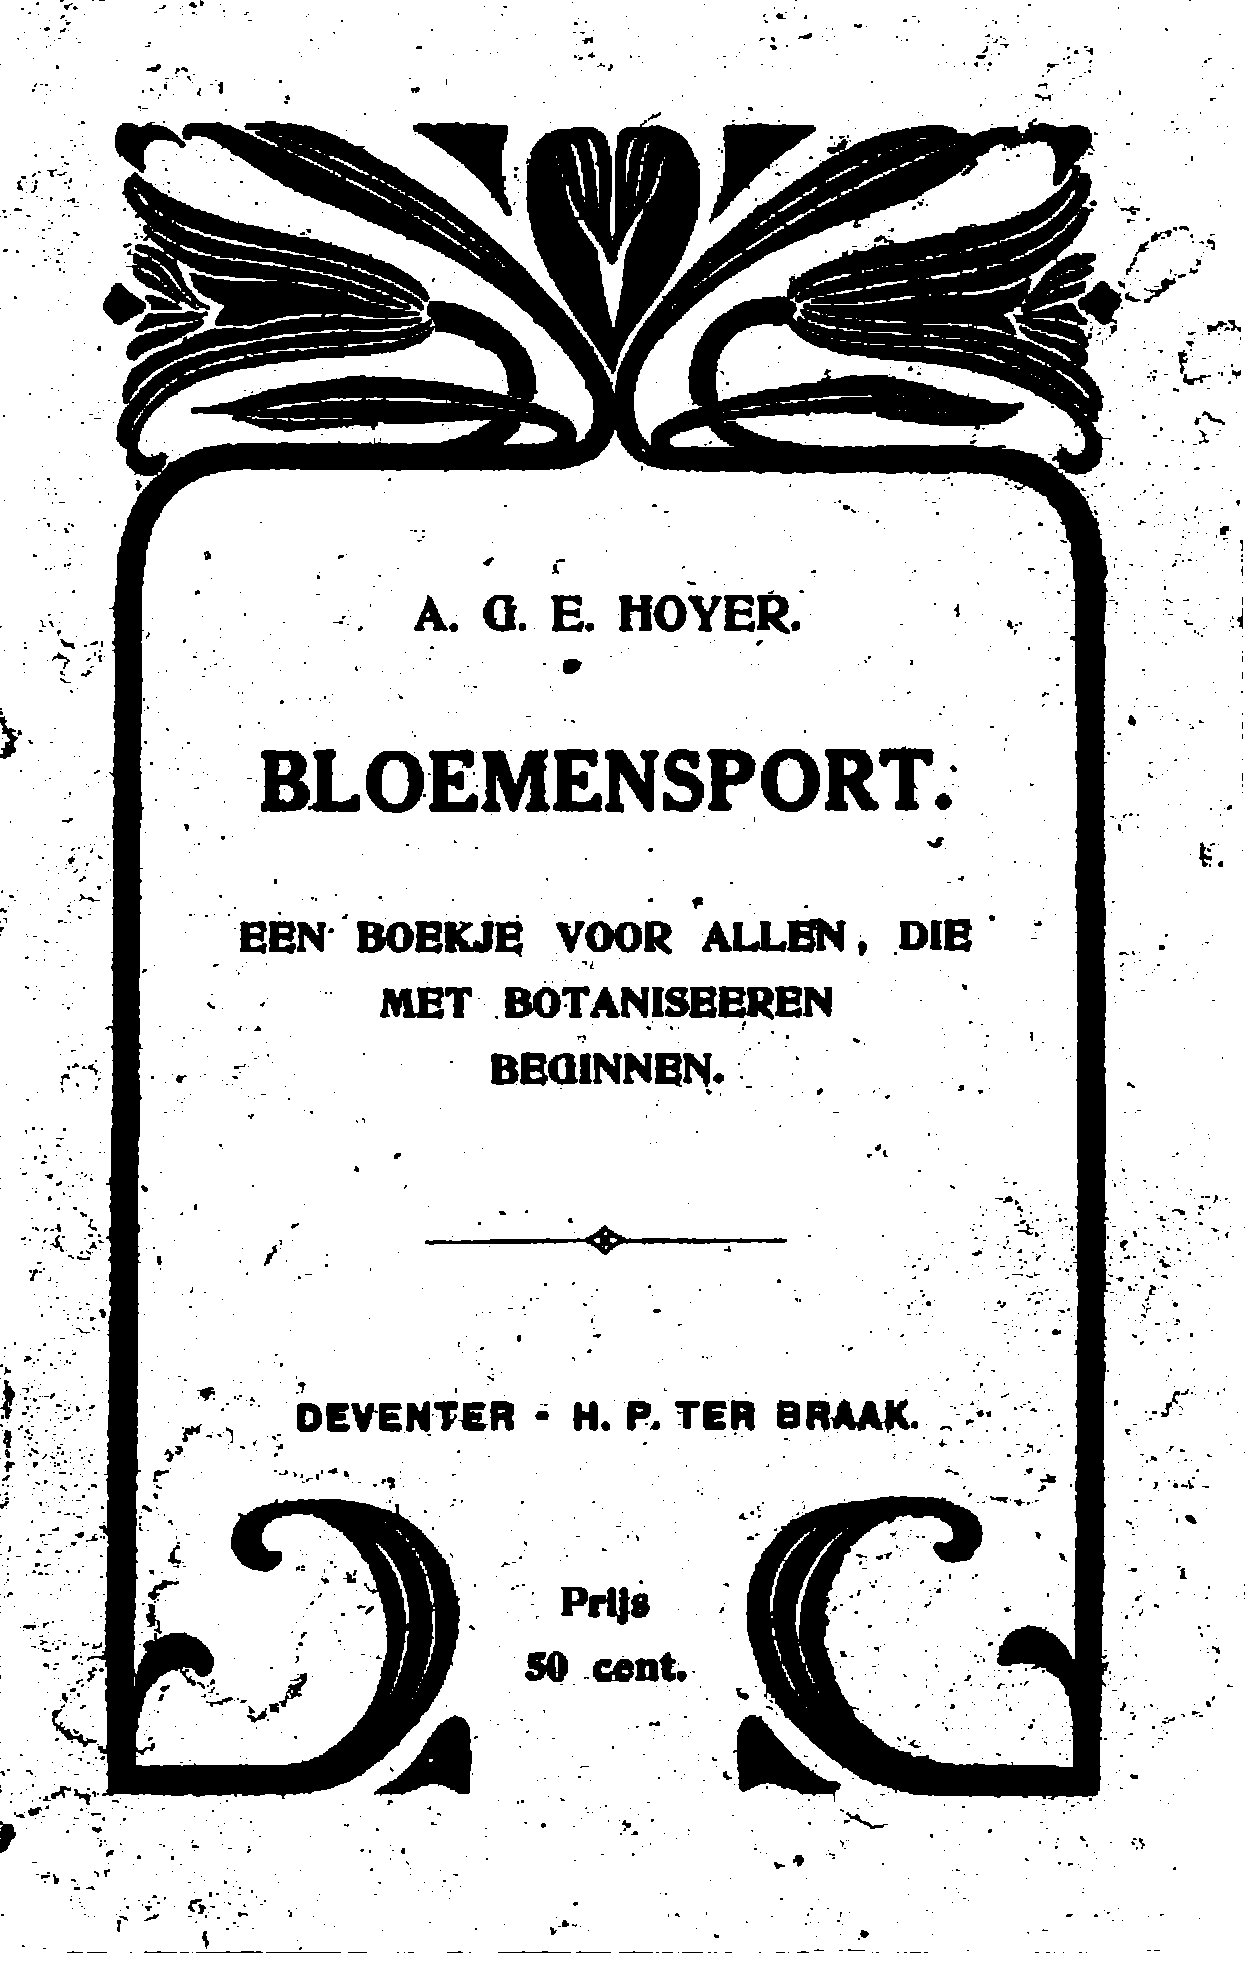 A. G. E. HOYER.
BLOEMENSPORT.
EEN BOEKJE VOOR ALLEN, DIE
MET BOTANISEEREN
BEGINNEN.
DEVENTER - H. P. TER BRAAK.
Prijs
50 cent.